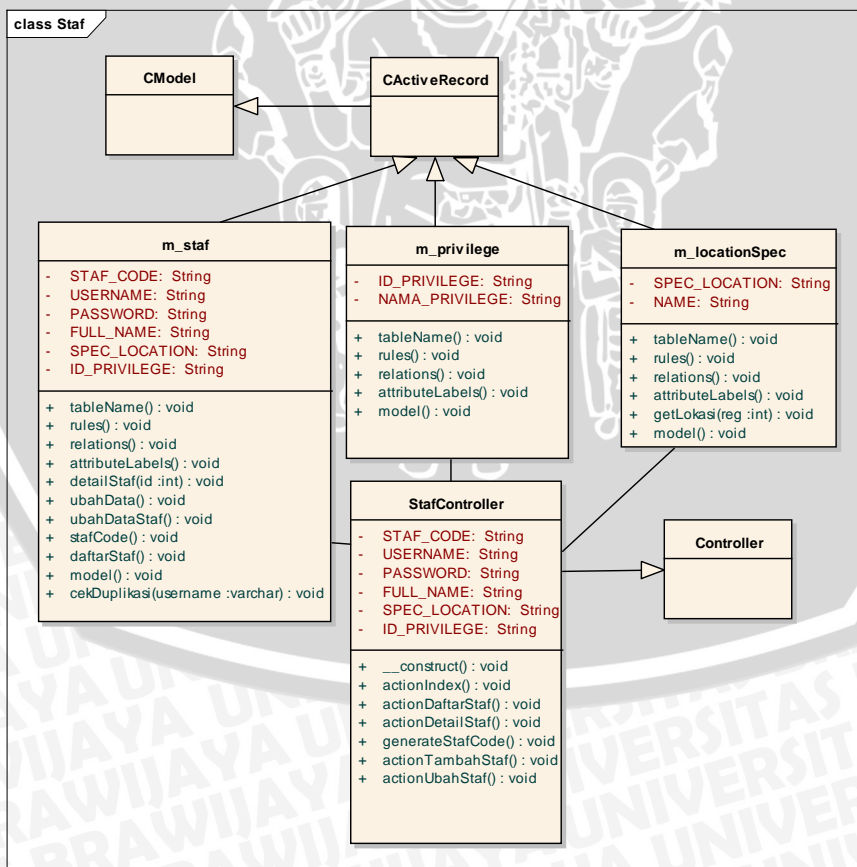 class Staf
CModel
CActiveRecord
m_staf
- STAF_CODE: String
- USERNAME: String
- PASSWORD: String
- FULL_NAME: String
- SPEC_LOCATION: String
- ID_PRIVILEGE: String
+ tableName() : void
+ rules() : void
+ relations() : void
+ attributeLabels() : void
+ detailStaf(id :int) : void
+ ubahData() : void
+ ubahDataStaf() : void
+ stafCode() : void
+ daftarStaf() : void
+ model() : void
+ cekDuplikasi(username :varchar) : void
m_privilege
- ID_PRIVILEGE: String
- NAMA_PRIVILEGE: String
+ tableName() : void
+ rules() : void
+ relations() : void
+ attributeLabels() : void
+ model() : void
m_locationSpec
- SPEC_LOCATION: String
- NAME: String
+ tableName() : void
+ rules() : void
+ relations() : void
+ attributeLabels() : void
+ getLokasi(reg :int) : void
+ model() : void
StafController
- STAF_CODE: String
- USERNAME: String
- PASSWORD: String
- FULL_NAME: String
- SPEC_LOCATION: String
- ID_PRIVILEGE: String
+ __construct() : void
+ actionIndex() : void
+ actionDaftarStaf() : void
+ actionDetailStaf() : void
+ generateStafCode() : void
+ actionTambahStaf() : void
+ actionUbahStaf() : void
Controller
UNIVERSITAS
BRAWIJAYA
UNIVERSIT
BRAWIJAYA